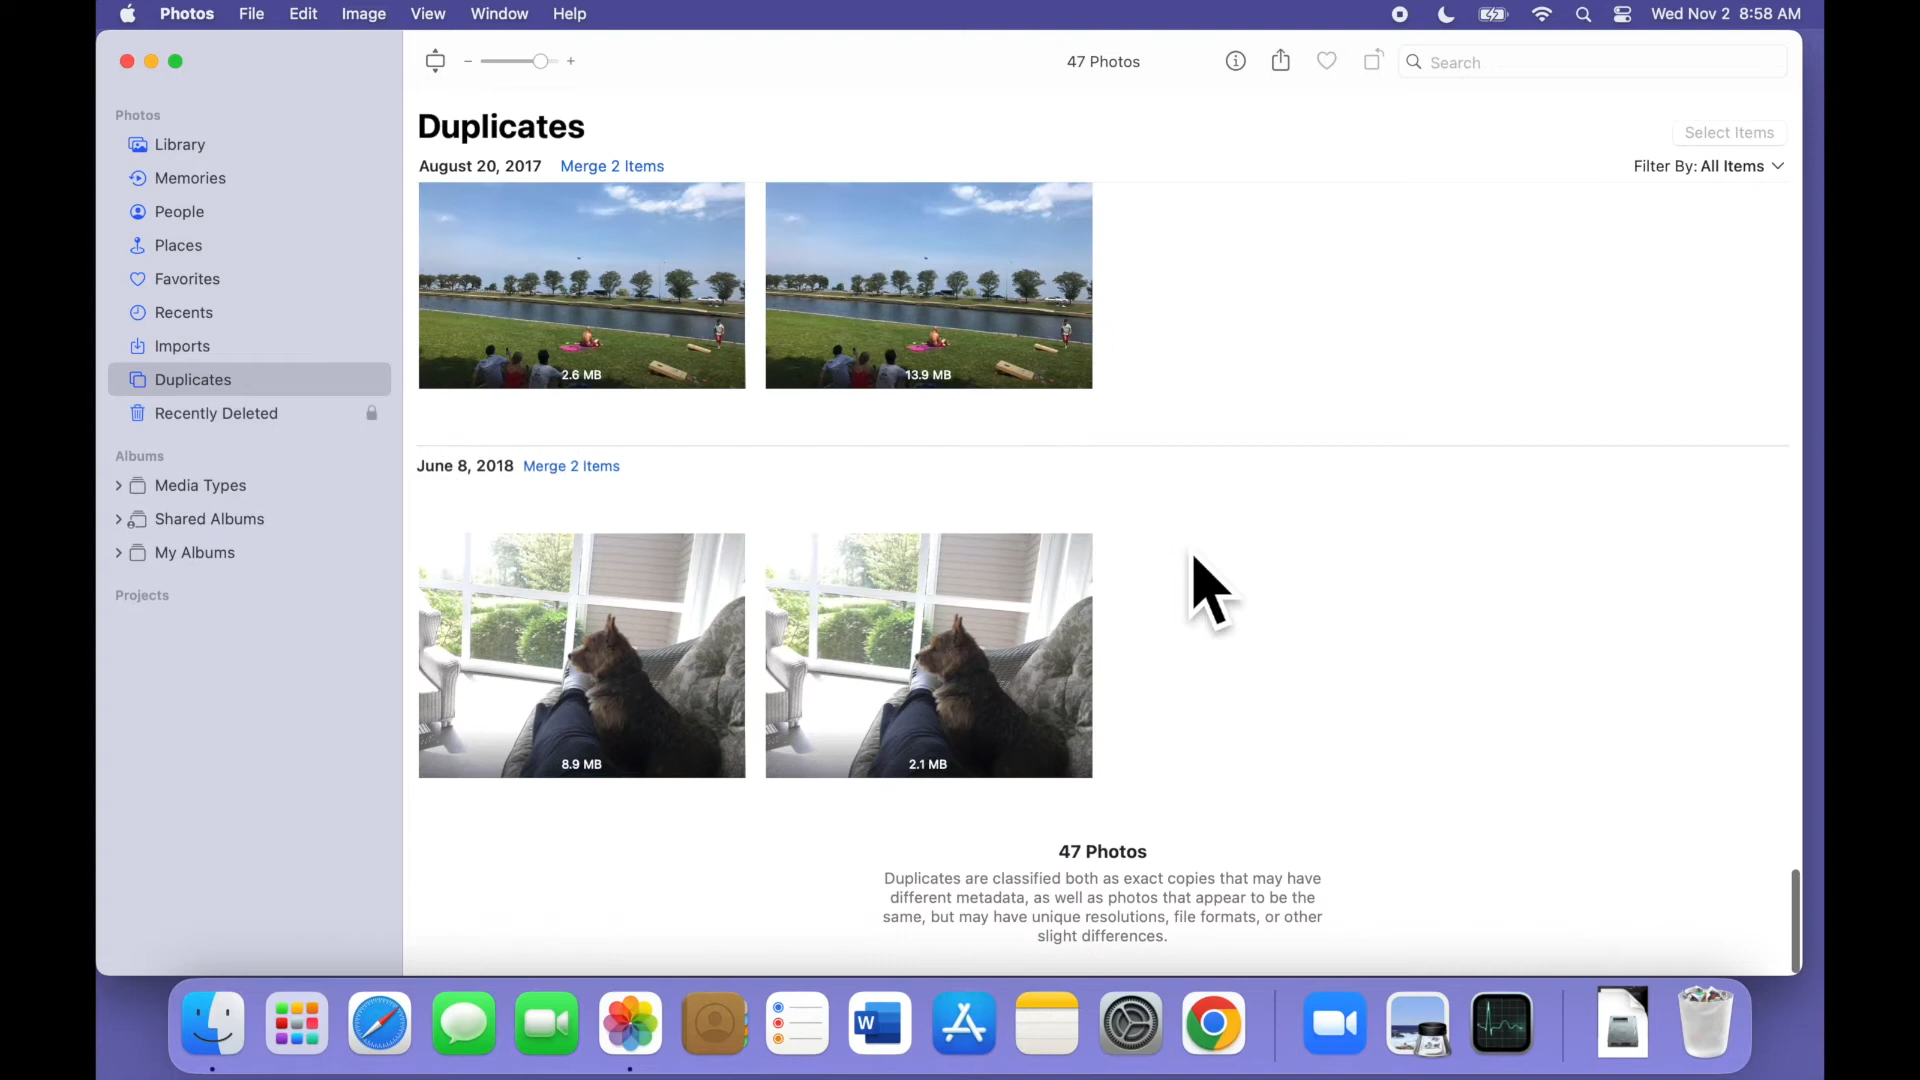 Photos File Edit Image View Window Help Wed Nov 2 8:58 AM
47 Photos
Search
Photos
Library
Memories
People
Places
Favorites
Recents
Imports
Duplicates
Recently Deleted
Albums
Media Types
Shared Albums
My Albums
Projects
Duplicates
Select Items
August 20, 2017 Merge 2 Items
Filter By: All Items
2.6 MB
13.9 MB
June 8, 2018 Merge 2 Items
8.9 MB
2.1 MB
47 Photos
Duplicates are classified both as exact copies that may have
different metadata, as well as photos that appear to be the
same, but may have unique resolutions, file formats, or other
slight differences.
W